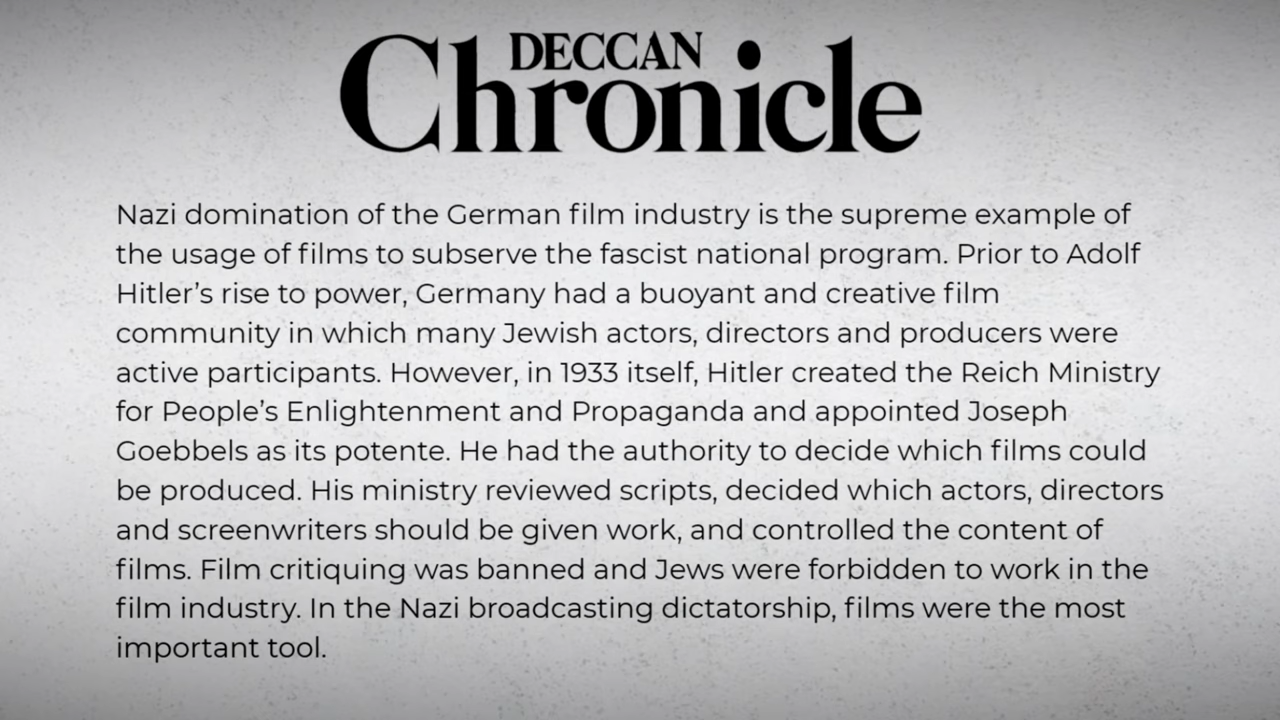 DECCAN
Chronicle
Nazi domination of the German film industry is the supreme example of
the usage of films to subserve the fascist national program. Prior to Adolf
Hitler’s rise to power, Germany had a buoyant and creative film
community in which many Jewish actors, directors and producers were
active participants. However, in 1933 itself, Hitler created the Reich Ministry
for People’s Enlightenment and Propaganda and appointed Joseph
Goebbels as its potente. He had the authority to decide which films could
be produced. His ministry reviewed scripts, decided which actors, directors
and screenwriters should be given work, and controlled the content of
films. Film critiquing was banned and Jews were forbidden to work in the
film industry. In the Nazi broadcasting dictatorship, films were the most
important tool.